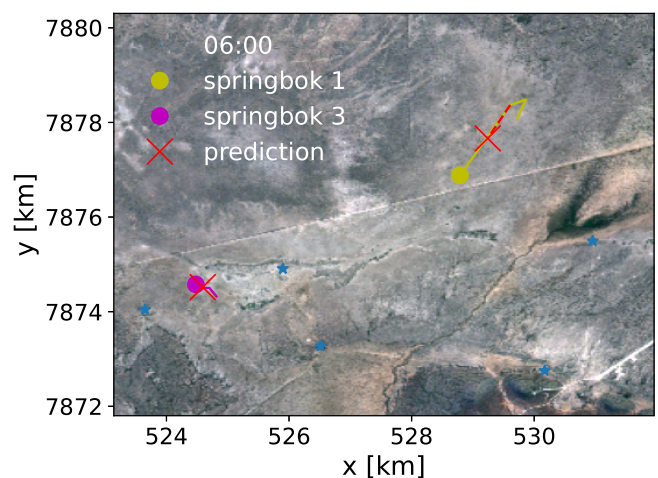 7880
7878
7876
7874
7872
y [km]
06:00
springbok 1
springbok 3
prediction
524
526
528
530
x [km]